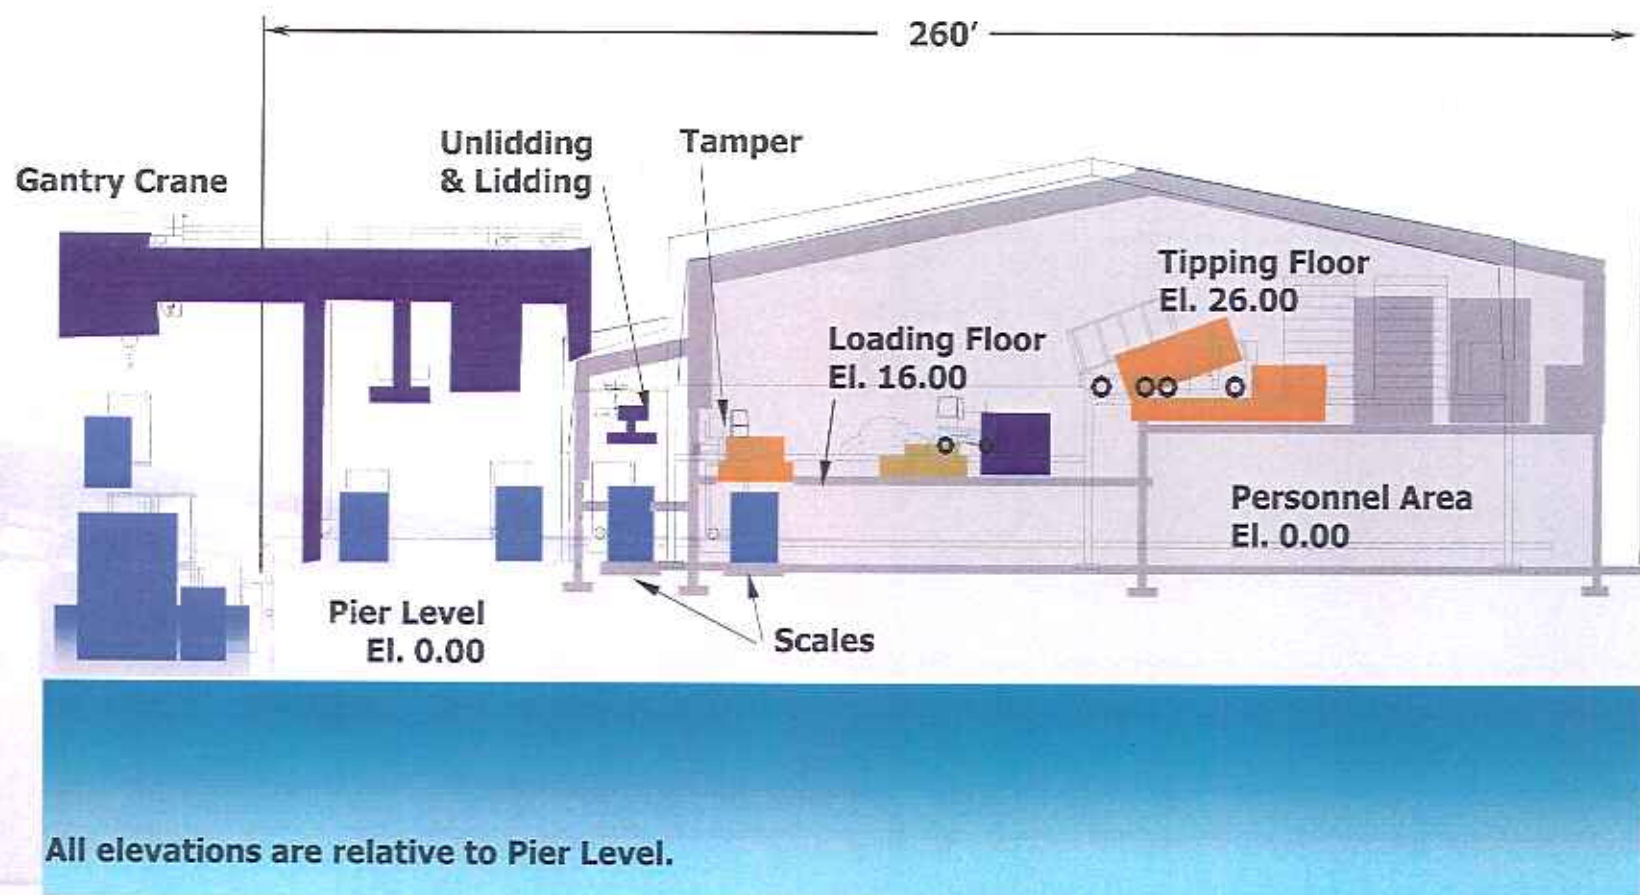 260'
Unlidding
& Lidding
Tamper
Gantry Crane
Tipping Floor
El. 26.00
Loading Floor
El. 16.00
Personnel Area
El. 0.00
Pier Level
El. 0.00
Scales
All elevations are relative to Pier Level.